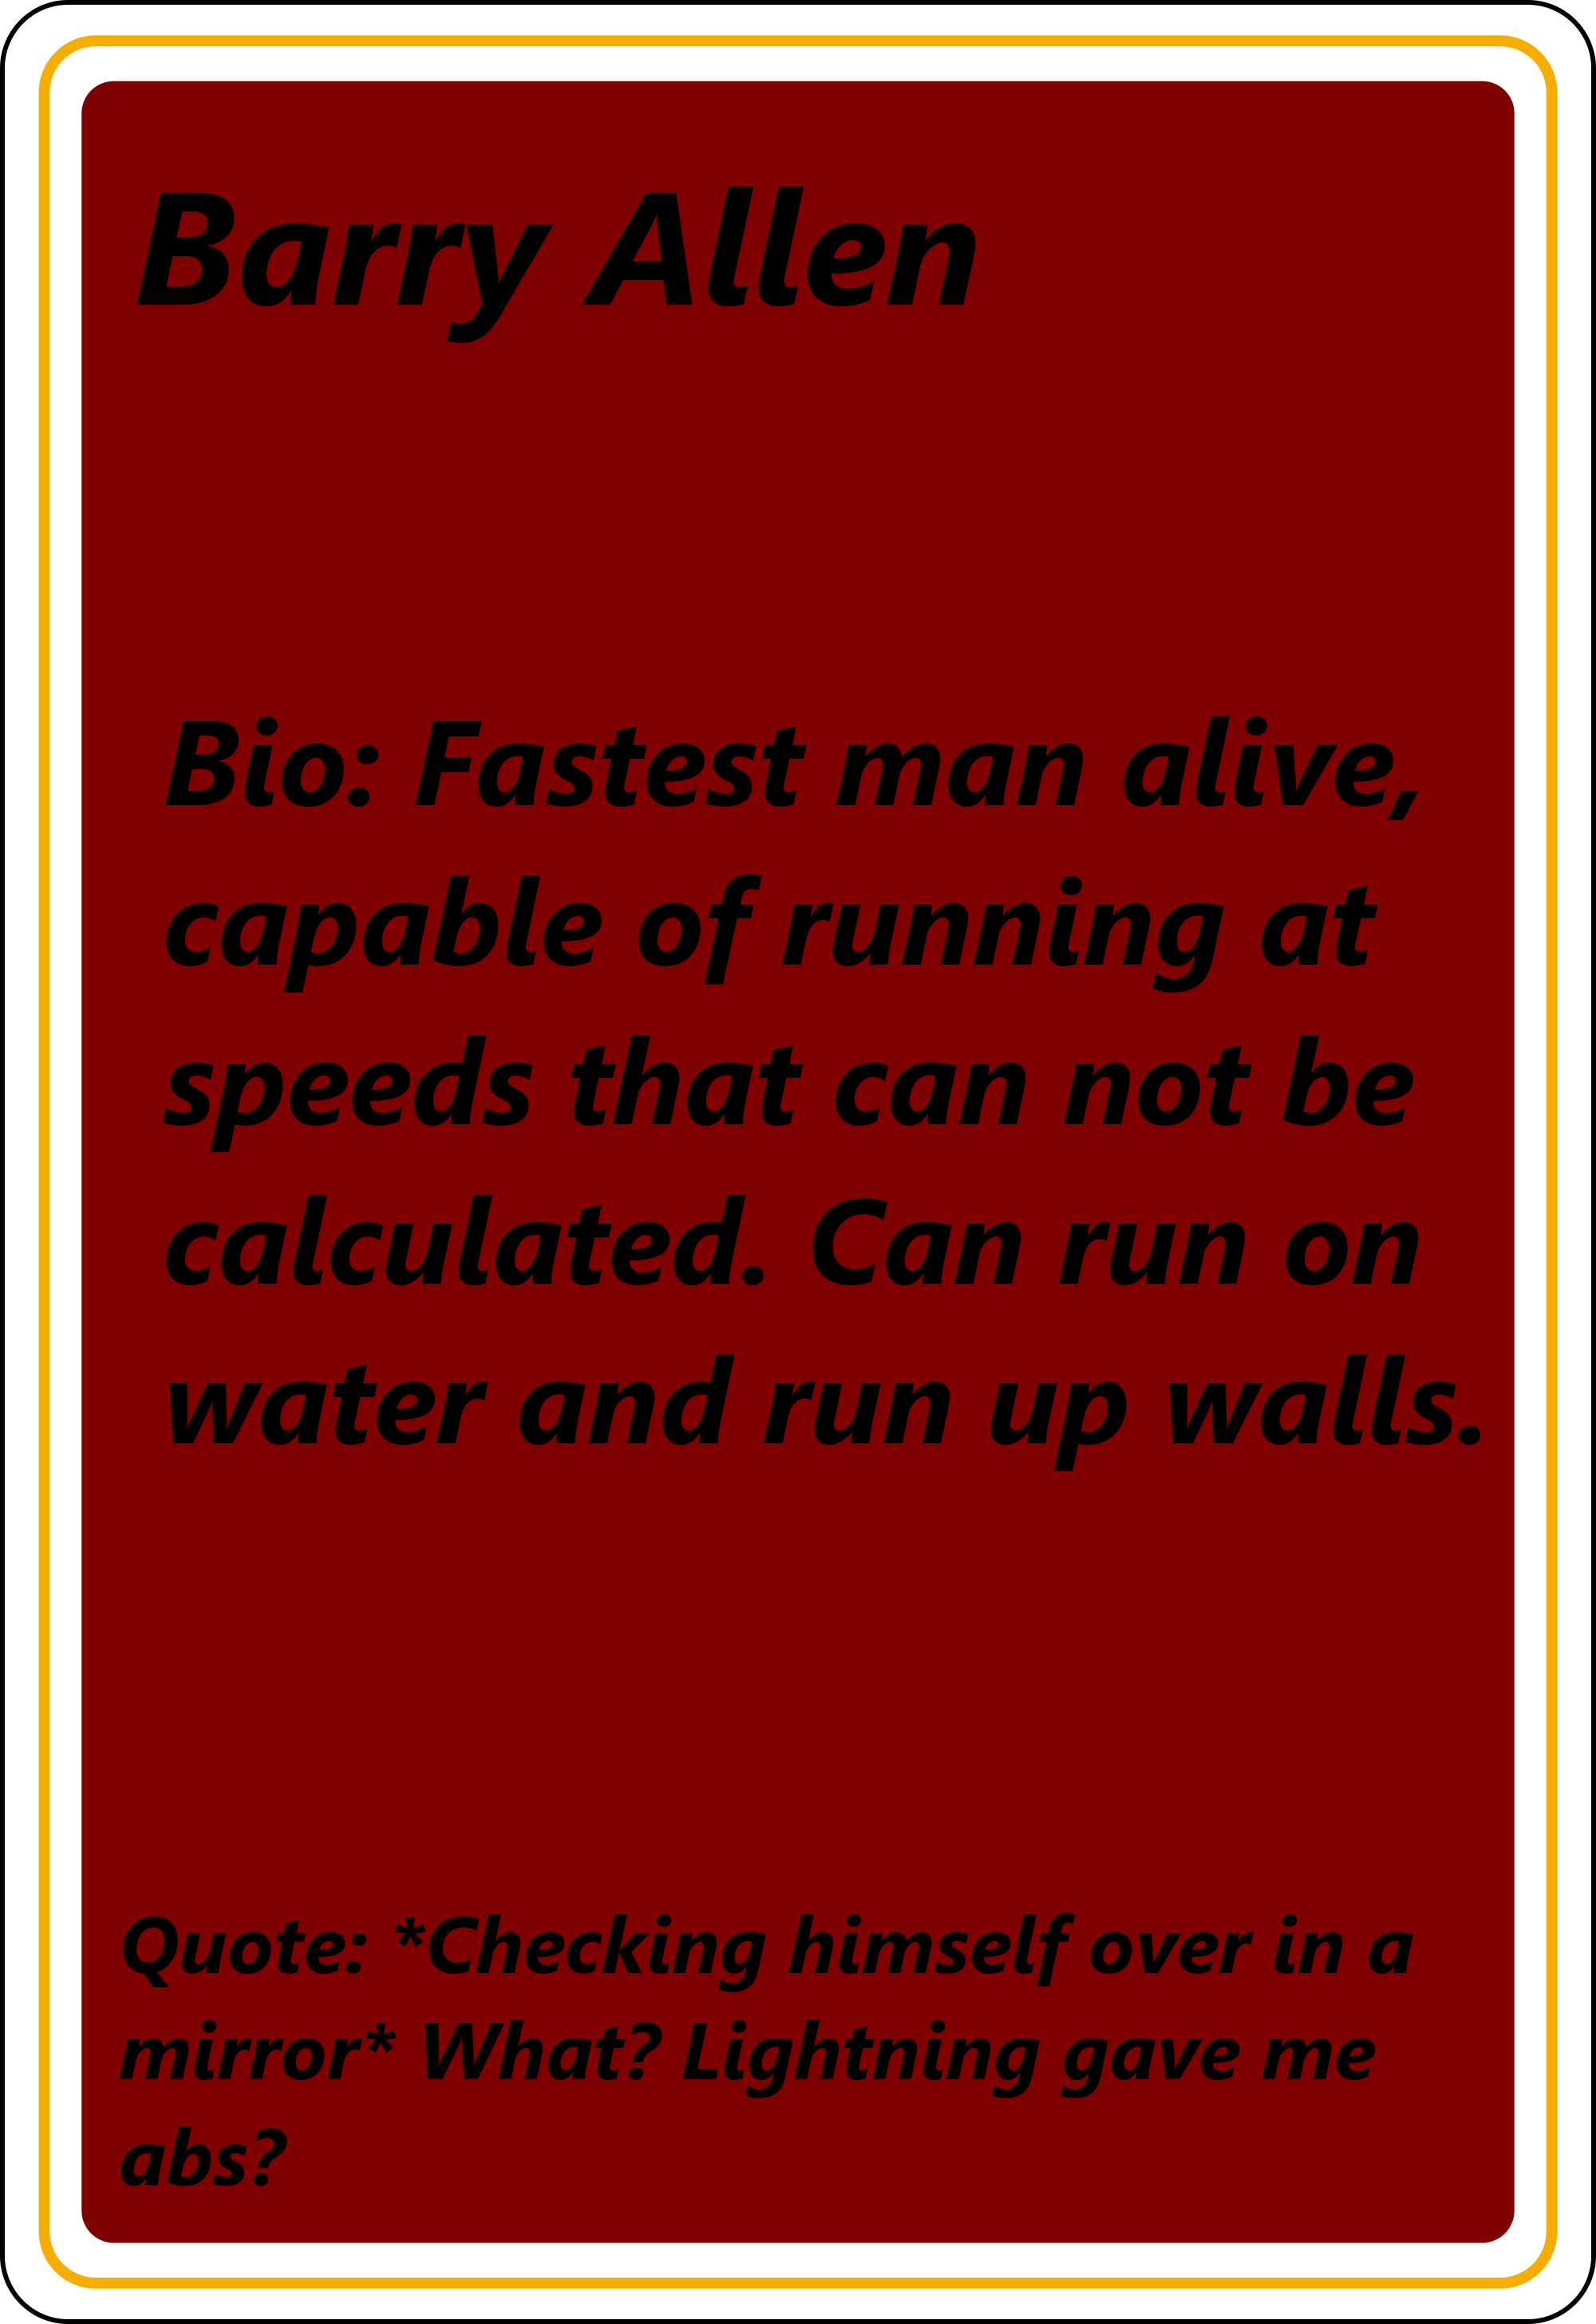 Barry Allen
Bio: Fastest man alive,
capable of running at
speeds that can not be
calculated. Can run on
water and run up walls.
Quote: *Checking himself over in a
mirror* What? Lightning gave me
abs?